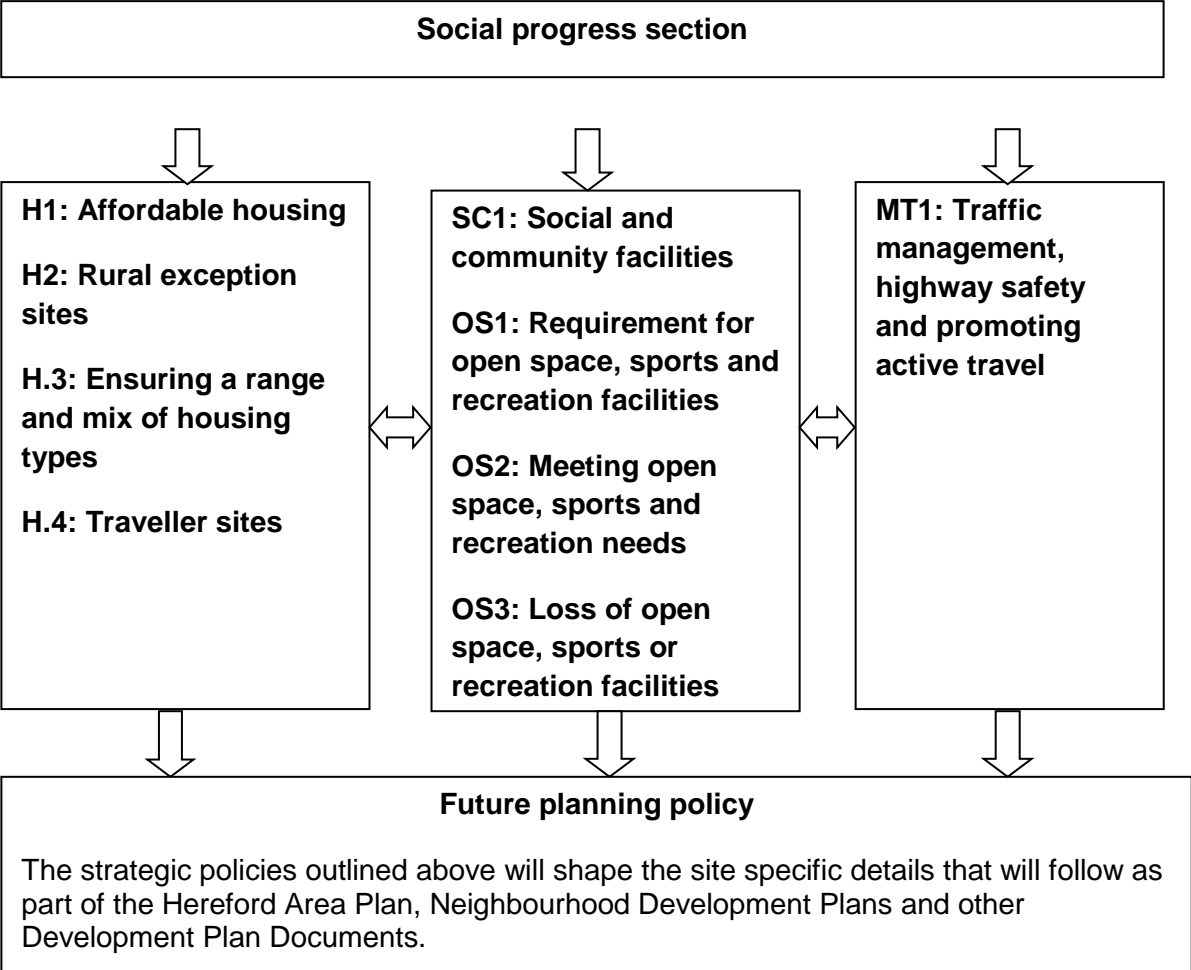 Social progress section
H1: Affordable housing
H2: Rural exception
sites
H.3: Ensuring a range
and mix of housing
types
H.4: Traveller sites
SC1: Social and
community facilities
OS1: Requirement for
open space, sports and
recreation facilities
OS2: Meeting open
space, sports and
recreation needs
OS3: Loss of open
space, sports or
recreation facilities
MT1: Traffic
management,
highway safety
and promoting
active travel
Future planning policy
The strategic policies outlined above will shape the site specific details that will follow as
part of the Hereford Area Plan, Neighbourhood Development Plans and other
Development Plan Documents.